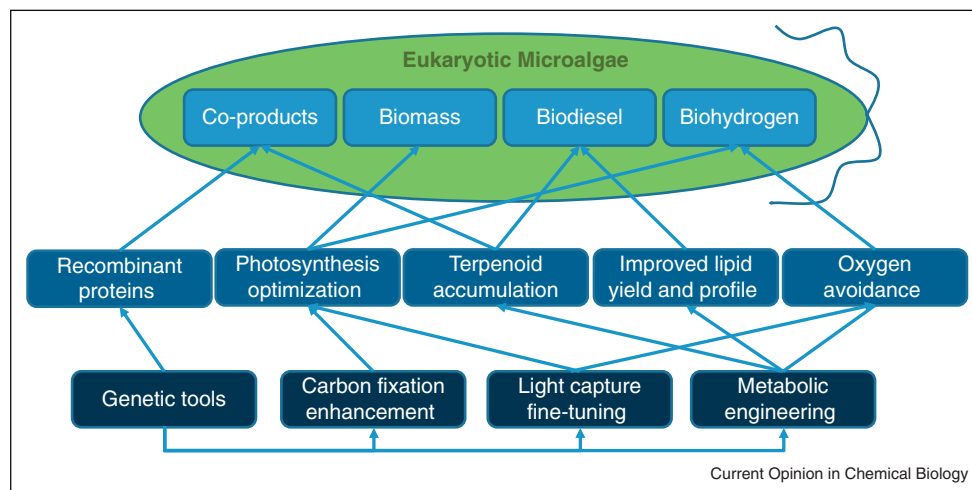 Eukaryotic Microalgae
Co-products
Biomass
Biodiesel
Biohydrogen
Recombinant
proteins
Photosynthesis
optimization
Terpenoid
accumulation
Improved lipid
yield and profile
Oxygen
avoidance
Genetic tools
Carbon fixation
enhancement
Light capture
fine-tuning
Metabolic
engineering
Current Opinion in Chemical Biology